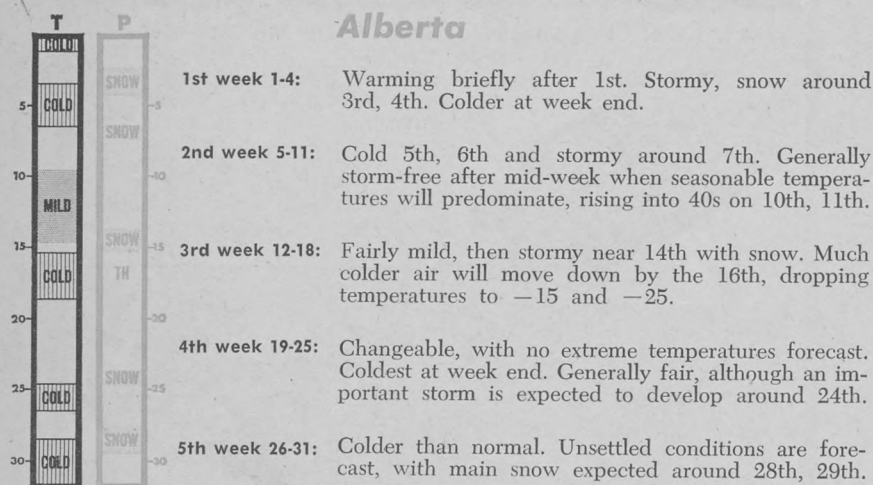 T P Alberta
COLD
SNOW
1st week 1-4: Warming briefly after 1st. Stormy, snow around
3rd, 4th. Colder at week end.
5- COLD -5
SNOW
2nd week 5-11: Cold 5th, 6th and stormy around 7th. Generally
storm-free after mid-week when seasonable tempera-
tures will predominate, rising into 40s on 10th, 11th.
10- -10
MILD
SNOW
15- -15
3rd week 12-18: Fairly mild, then stormy near 14th with snow. Much
colder air will move down by the 16th, dropping
temperatures to —15 and —25.
COLD TH
20- -20
4th week 19-25: Changeable, with no extreme temperatures forecast.
Coldest at week end. Generally fair, although an im-
portant storm is expected to develop around 24th.
SNOW
25- -25
COLD
SNOW
5th week 26-31: Colder than normal. Unsettled conditions are fore-
cast, with main snow expected around 28th, 29th.
30- COLD -30